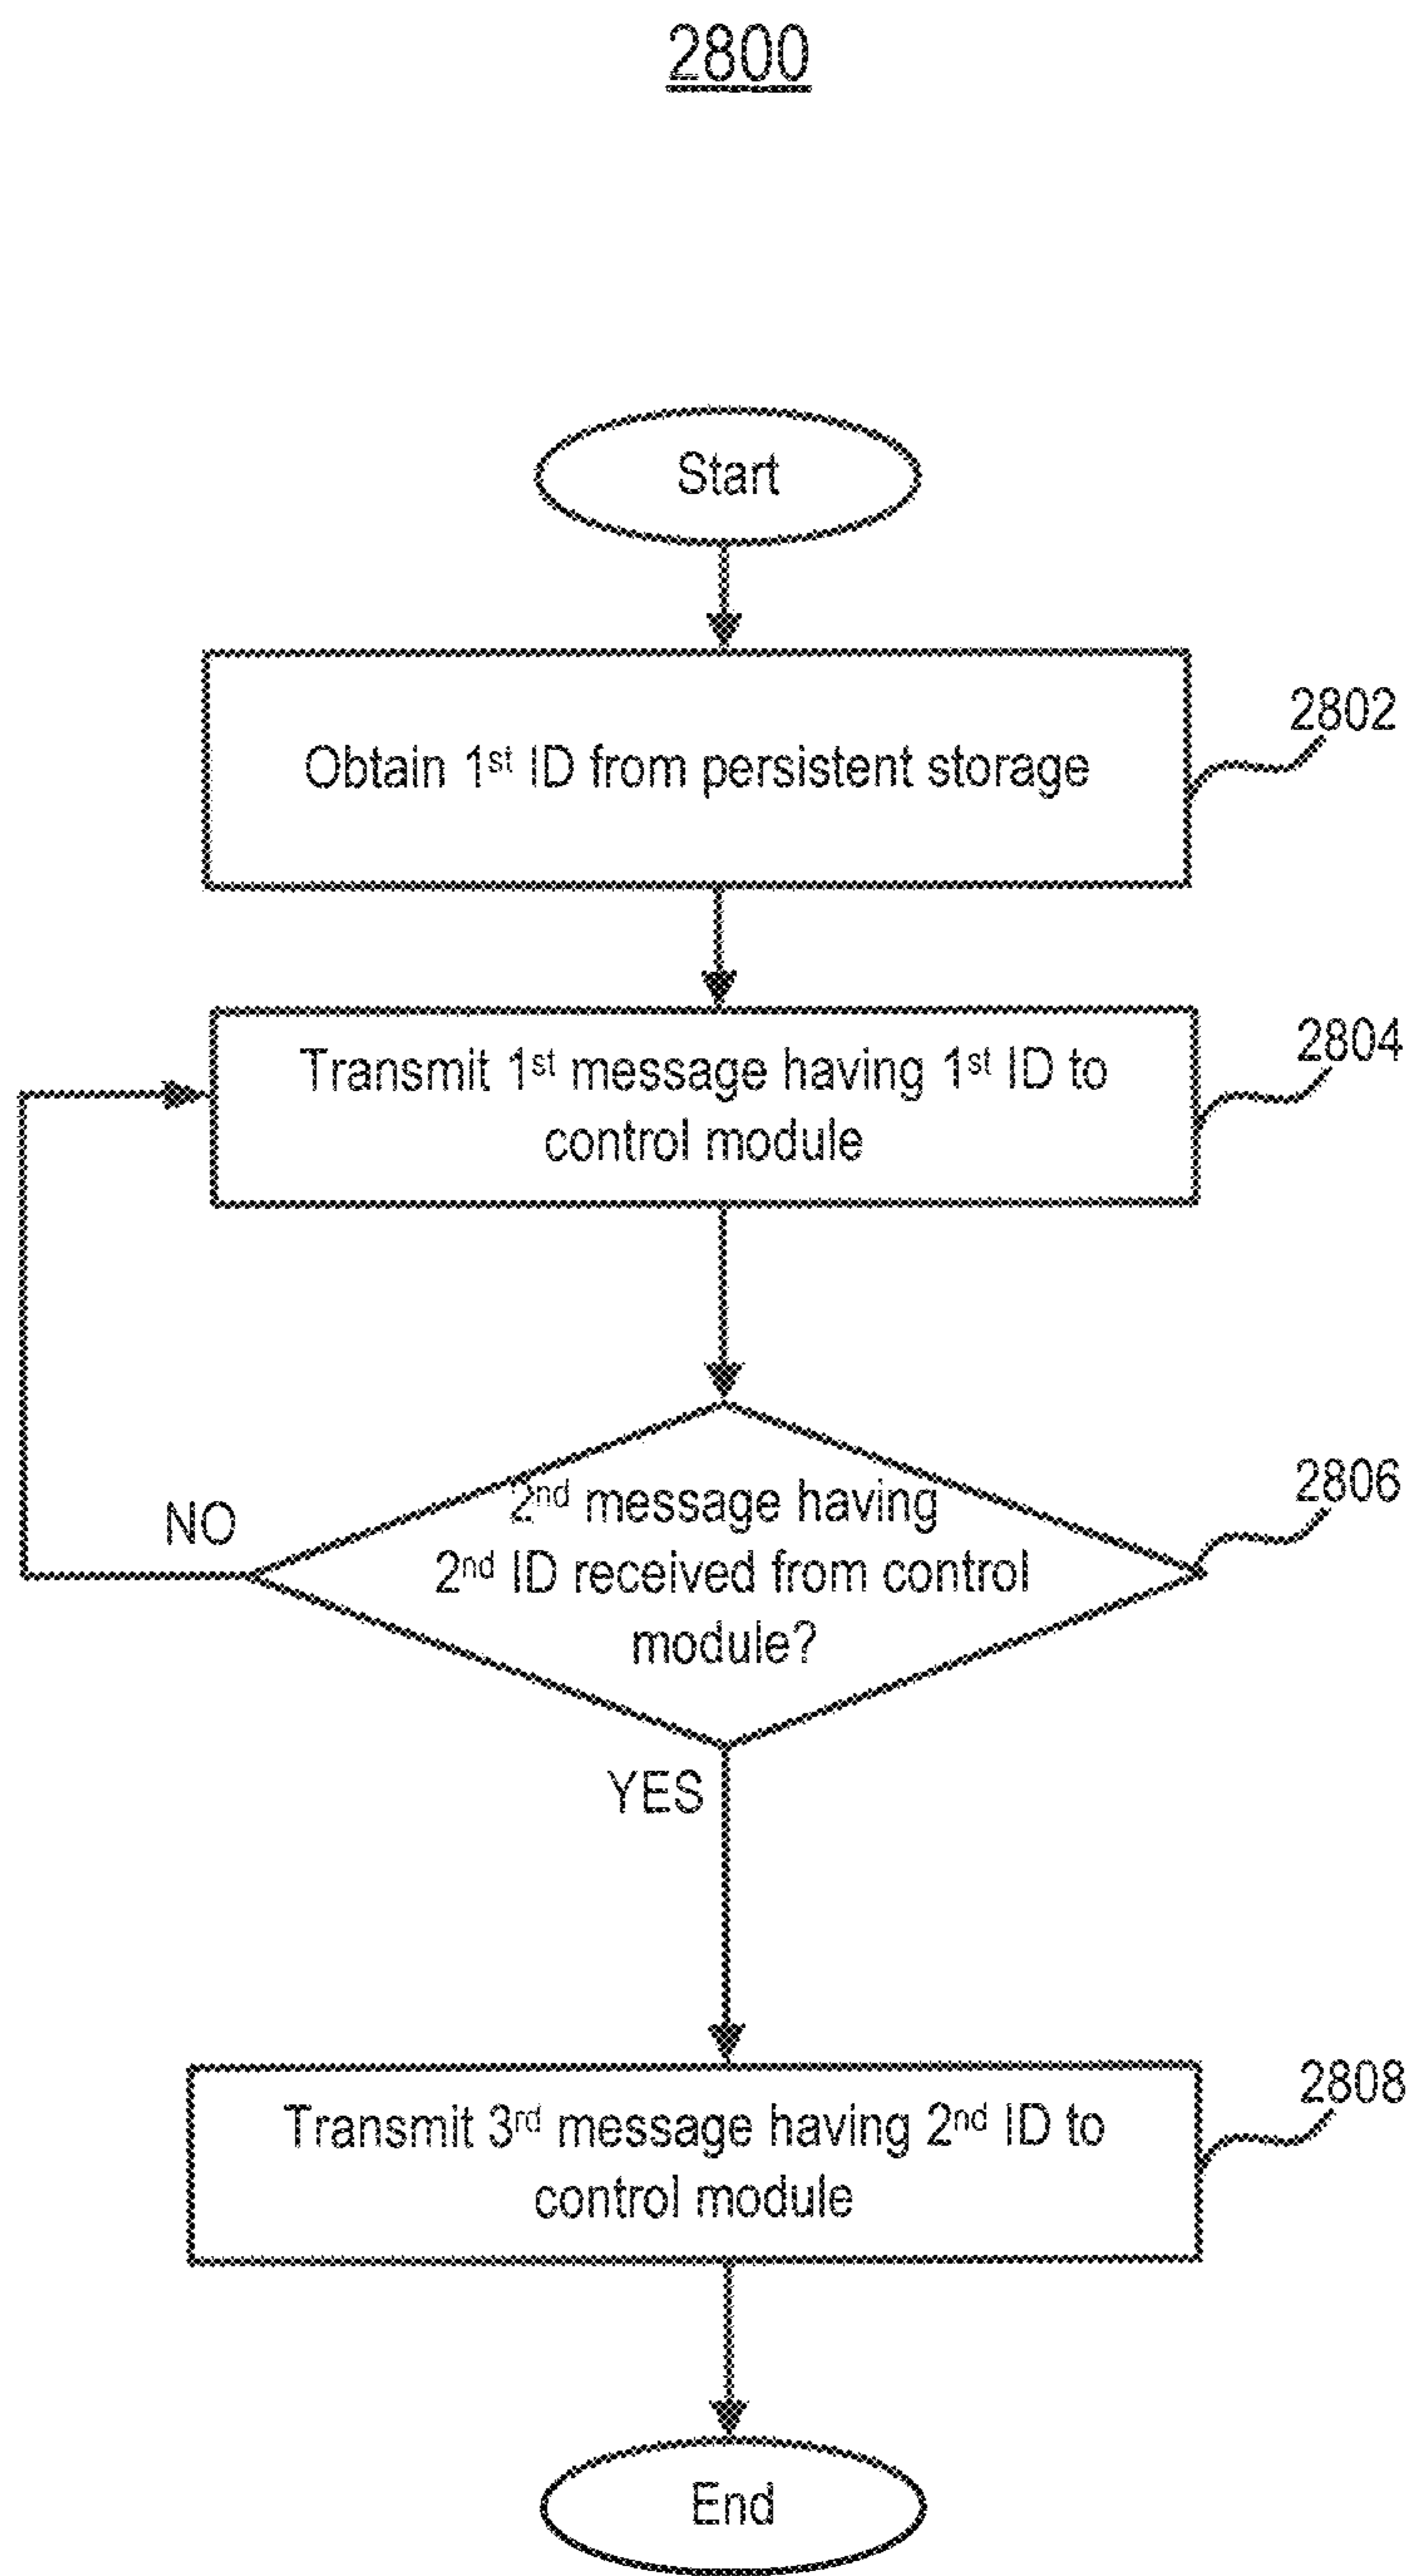 2800
Start
Obtain 1st ID from persistent storage
2802
Transmit 1st message having 1st ID to
control module
2804
2nd message having
2nd ID received from control
module?
2806
NO
YES
Transmit 3rd message having 2nd ID to
control module
2808
End